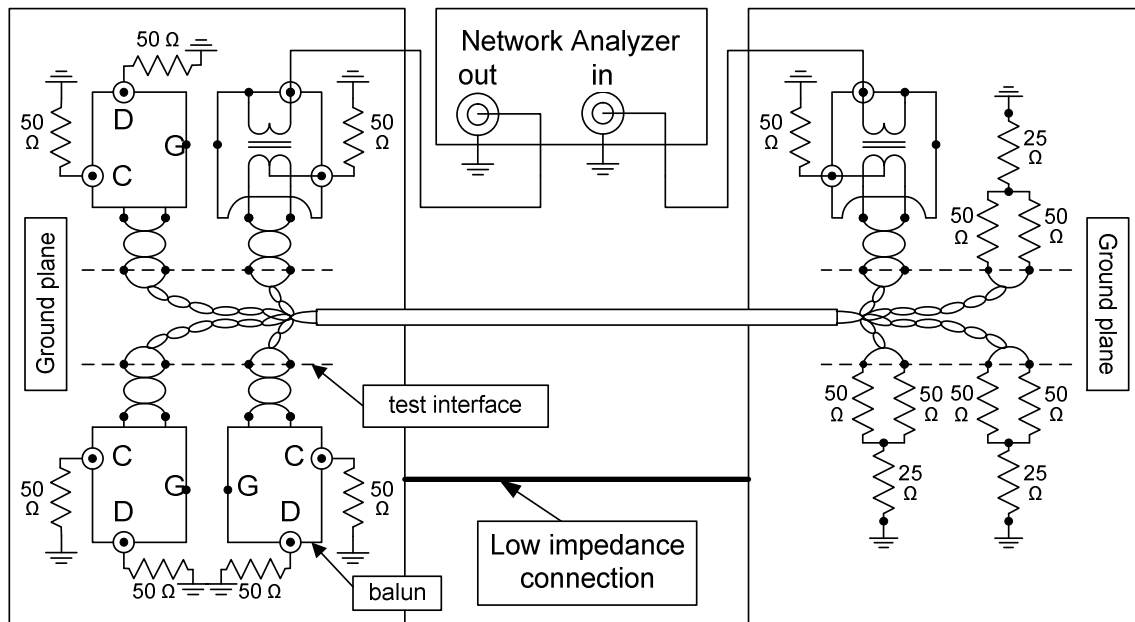 50 Ω
Network Analyzer
out
in
50
Ω
D
G
C
50
Ω
50
Ω
25
Ω
50
Ω
50
Ω
Ground plane
Ground plane
test interface
50
Ω
50
Ω
50
Ω
50
Ω
C
G
D
50
Ω
C
G
D
50
Ω
25
Ω
25
Ω
Low impedance
connection
50 Ω
50 Ω
balun